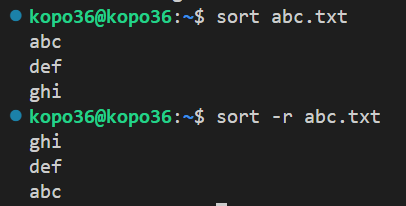 kopo36@kopo36:~$ sort abc.txt
abc
def
ghi
kopo36@kopo36:~$ sort -r abc.txt
ghi
def
abc